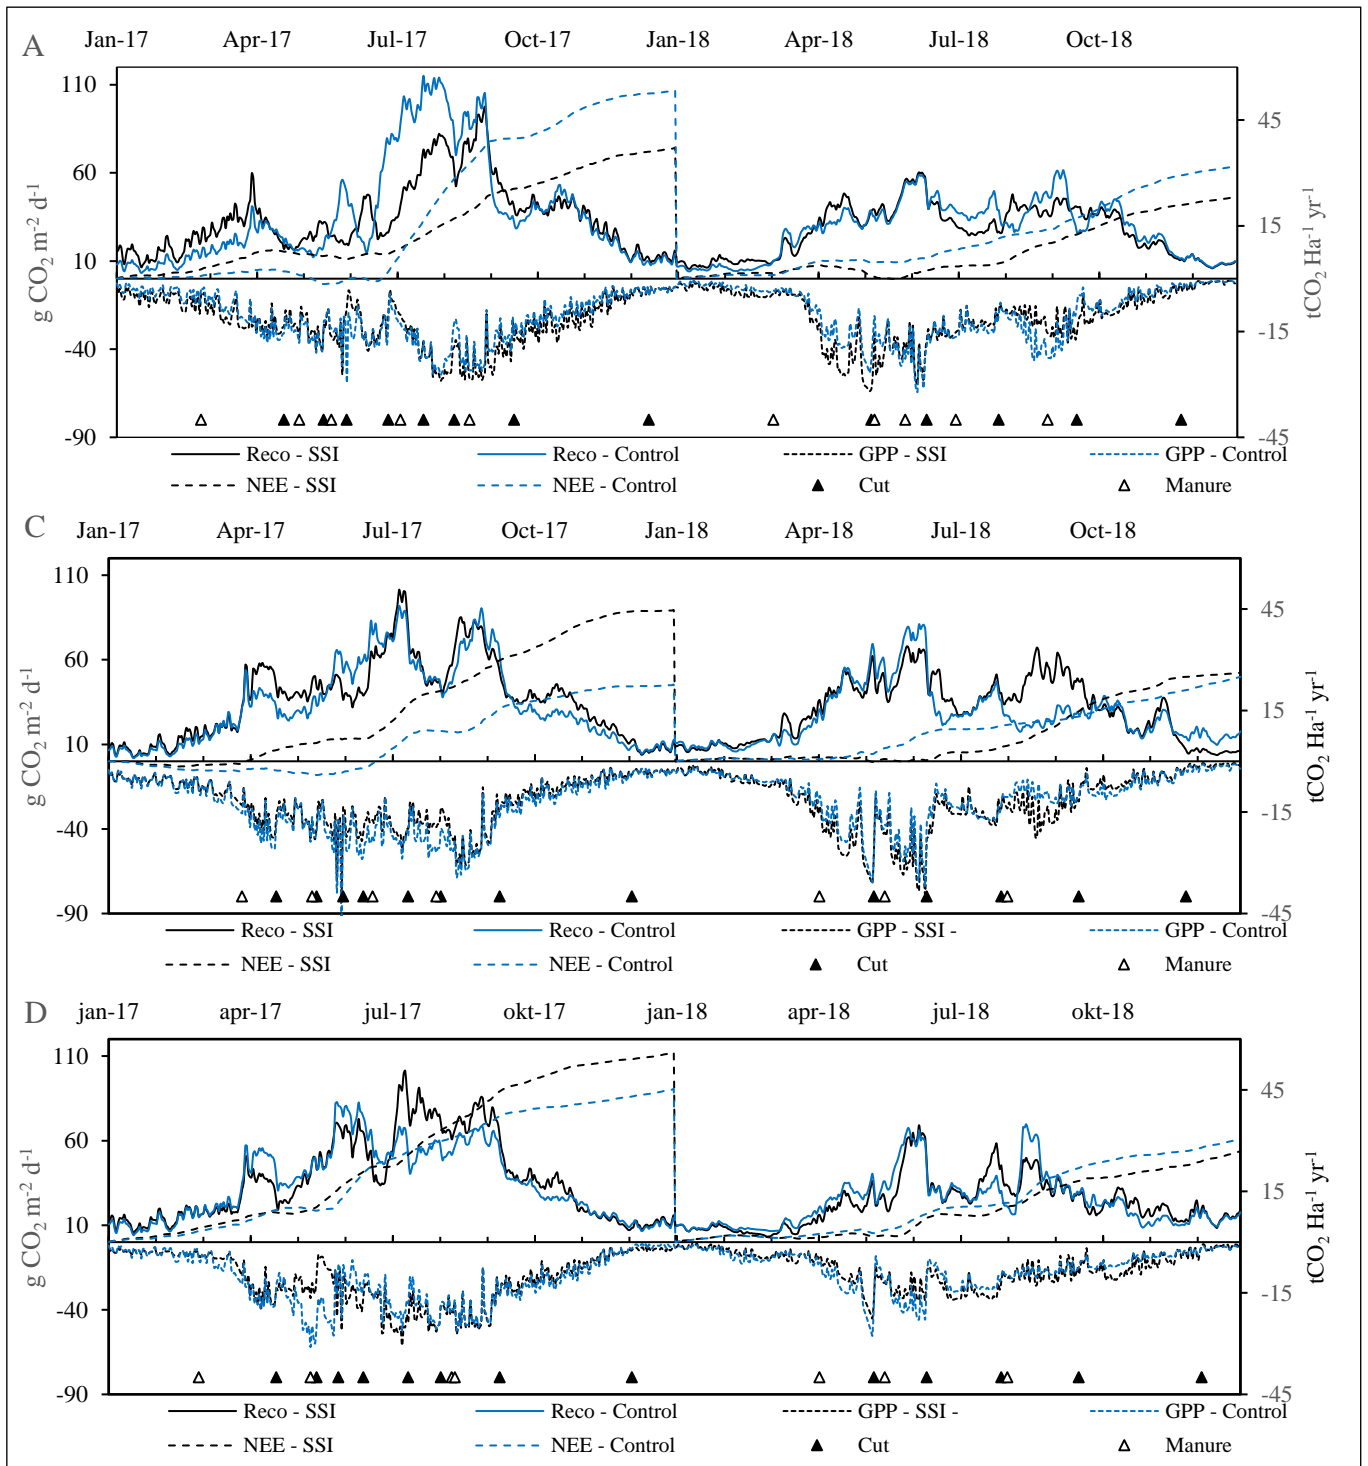 A
Jan-17 Apr-17 Jul-17 Oct-17 Jan-18 Apr-18 Jul-18 Oct-18
110
60
10
-40
-90
g CO2 m-2 d-1
45
15
-15
-45
tCO2 Ha-1 yr-1
Reco - SSI Reco - Control GPP - SSI GPP - Control
NEE - SSI NEE - Control Cut Manure
C
Jan-17 Apr-17 Jul-17 Oct-17 Jan-18 Apr-18 Jul-18 Oct-18
110
60
10
-40
-90
g CO2 m-2 d-1
45
15
-15
-45
tCO2 Ha-1 yr-1
Reco - SSI Reco - Control GPP - SSI - GPP - Control
NEE - SSI NEE - Control Cut Manure
D
jan-17 apr-17 jul-17 okt-17 jan-18 apr-18 jul-18 okt-18
110
60
10
-40
-90
g CO2 m-2 d-1
45
15
-15
-45
tCO2 Ha-1 yr-1
Reco - SSI Reco - Control GPP - SSI - GPP - Control
NEE - SSI NEE - Control Cut Manure